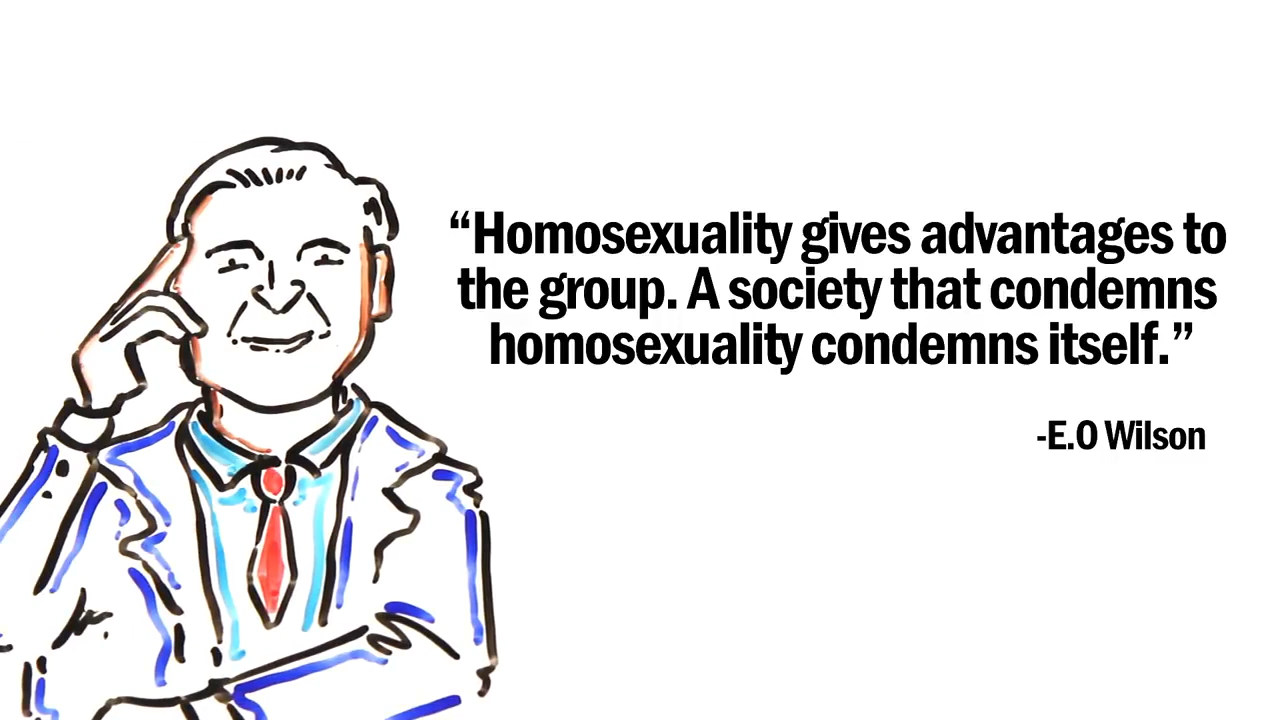 “Homosexuality gives advantages to
the group. A society that condemns
homosexuality condemns itself.”
-E.O Wilson